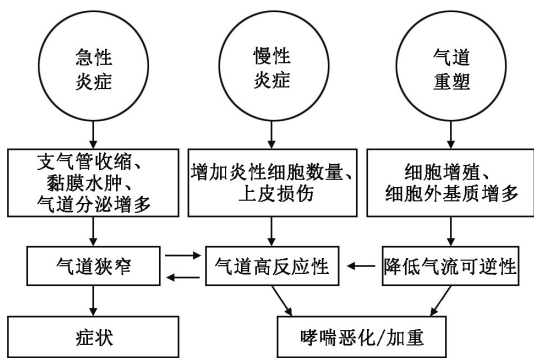 急性
炎症
慢性
炎症
气道
重塑
支气管收缩、
黏膜水肿、
气道分泌增多
增加炎性细胞数量、
上皮损伤
细胞增殖、
细胞外基质增多
气道狭窄
气道高反应性
降低气流可逆性
症状
哮喘恶化/加重